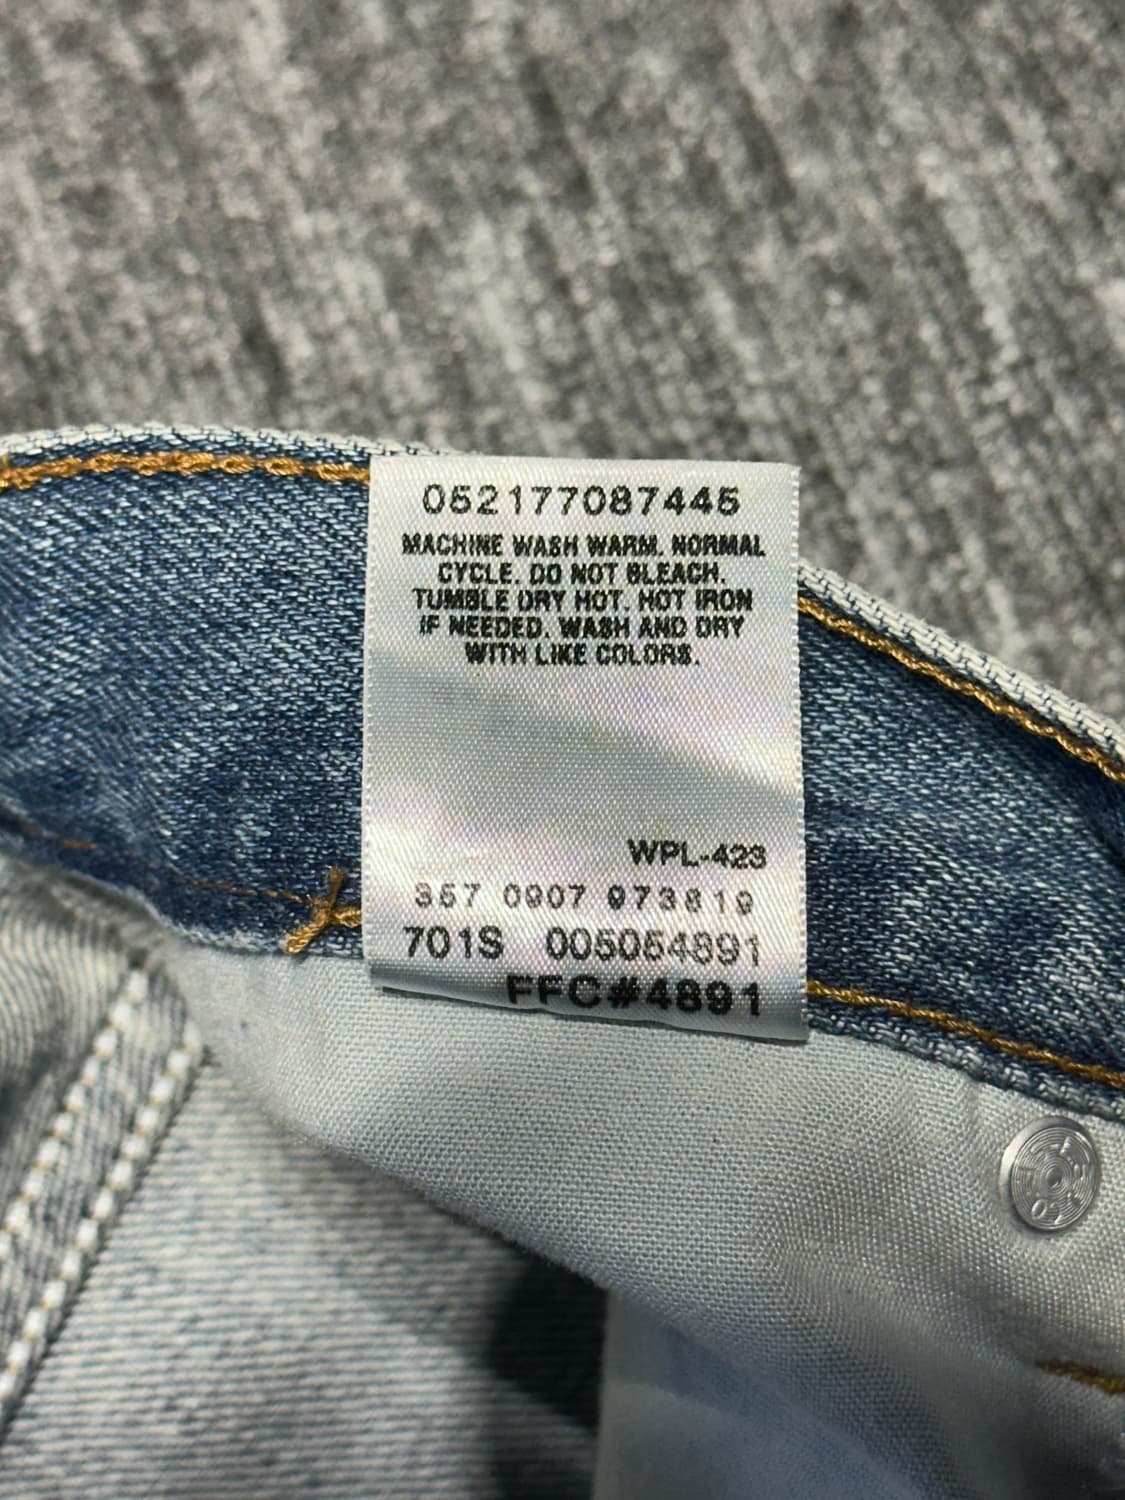 052177087445
MACHINE WASH WARM. NORMAL
CYCLE. DO NOT BLEACH.
TUMBLE DRY HOT. HOT IRON
IF NEEDED. WASH AND DRY
WITH LIKE COLORS.
WPL-423
357 0907 973819
701S 005054891
FFC#4891